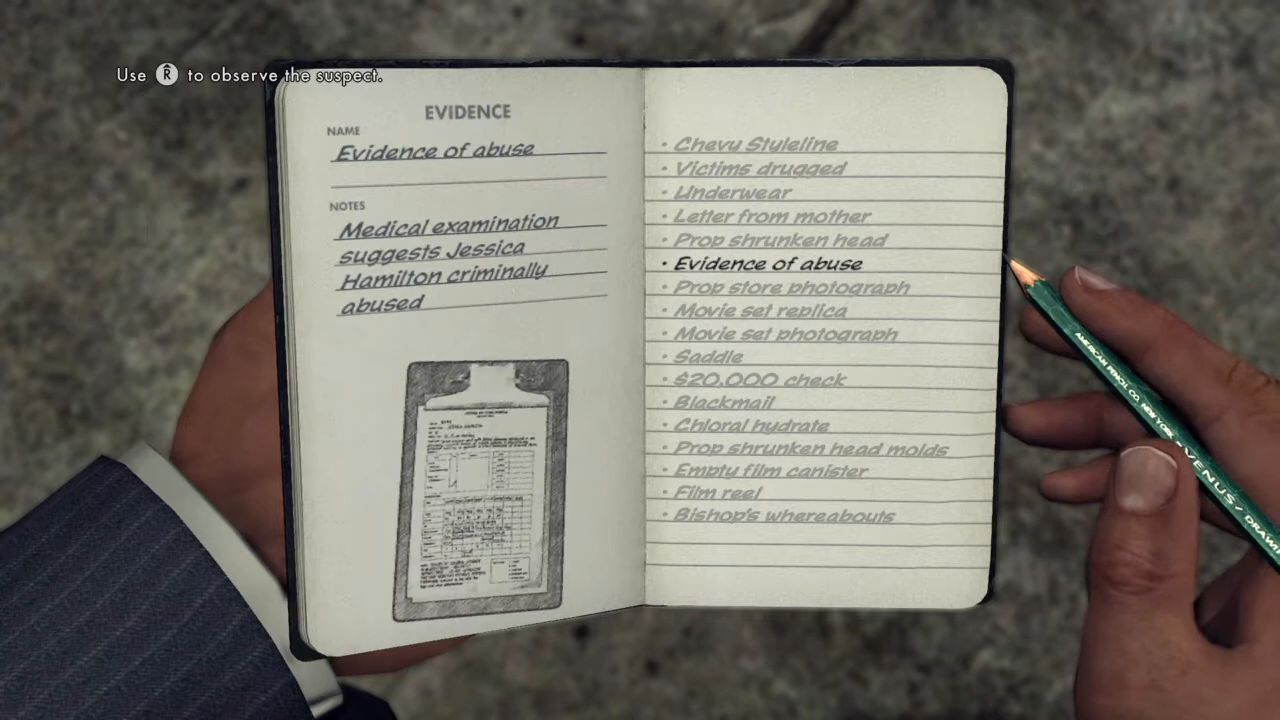 Use R to observe the suspect.
EVIDENCE
NAME
Evidence of abuse
NOTES
Medical examination
suggests Jessica
Hamilton criminally
abused
• Chevy Styleline
• Victims drugged
• Underwear
• Letter from mother
• Prop shrunken head
• Evidence of abuse
• Prop store photograph
• Movie set replica
• Movie set photograph
• Saddle
• $20,000 check
• Blackmail
• Chloral hydrate
• Prop shrunken head molds
• Empty film canister
• Film reel
• Bishop's whereabouts
AMERICAN PENCIL CO. NEW YORK VENUS